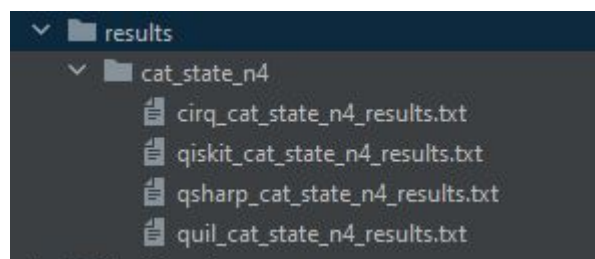 results
cat_state_n4
cirq_cat_state_n4_results.txt
qiskit_cat_state_n4_results.txt
qsharp_cat_state_n4_results.txt
quil_cat_state_n4_results.txt